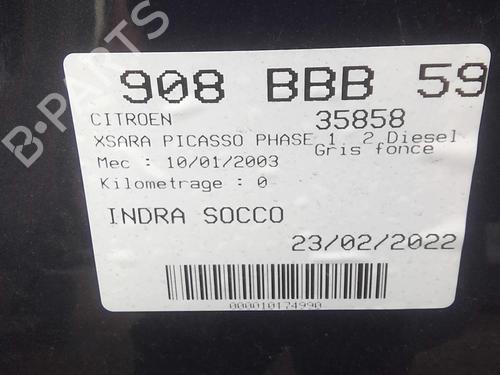 B-PARTS
908 BBB 59
CITROEN 35858
XSARA PICASSO PHASE 1 2 Diesel
Gris fonce
Mec : 10/01/2003
Kilometrage : 0
INDRA SOCCO
23/02/2022
000010174990